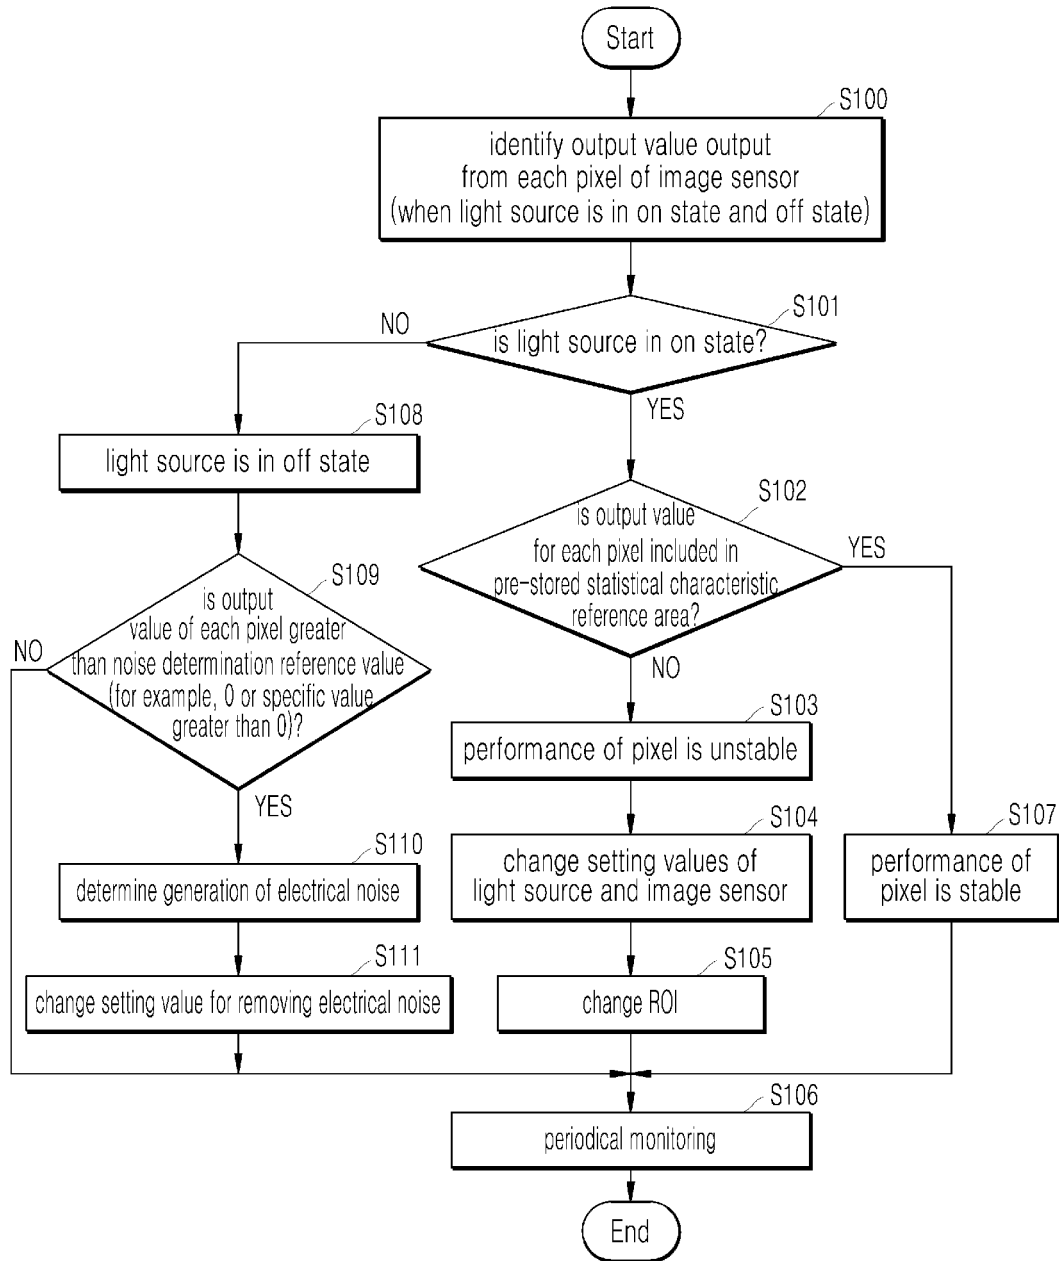 Start
S100
identify output value output
from each pixel of image sensor
(when light source is in on state and off state)
S101
is light source in on state?
NO
YES
S108
light source is in off state
S102
is output value
for each pixel included in
pre-stored statistical characteristic
reference area?
YES
NO
S109
is output
value of each pixel greater
than noise determination reference value
(for example, 0 or specific value
greater than 0)?
NO
YES
S103
performance of pixel is unstable
S104
change setting values of
light source and image sensor
S107
performance of
pixel is stable
S110
determine generation of electrical noise
S111
change setting value for removing electrical noise
S105
change ROI
S106
periodical monitoring
End